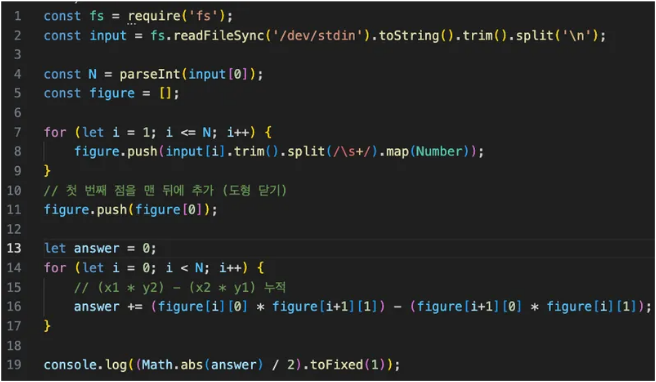 1 const fs = require('fs');
2 const input = fs.readFileSync('/dev/stdin').toString().trim().split('\n');
3
4 const N = parseInt(input[0]);
5 const figure = [];
6
7 for (let i = 1; i <= N; i++) {
8     figure.push(input[i].trim().split(/\s+/).map(Number));
9 }
10 // 첫 번째 점을 맨 뒤에 추가 (도형 닫기)
11 figure.push(figure[0]);
12
13 let answer = 0;
14 for (let i = 0; i < N; i++) {
15     // (x1 * y2) - (x2 * y1) 누적
16     answer += (figure[i][0] * figure[i+1][1]) - (figure[i+1][0] * figure[i][1]);
17 }
18
19 console.log((Math.abs(answer) / 2).toFixed(1));